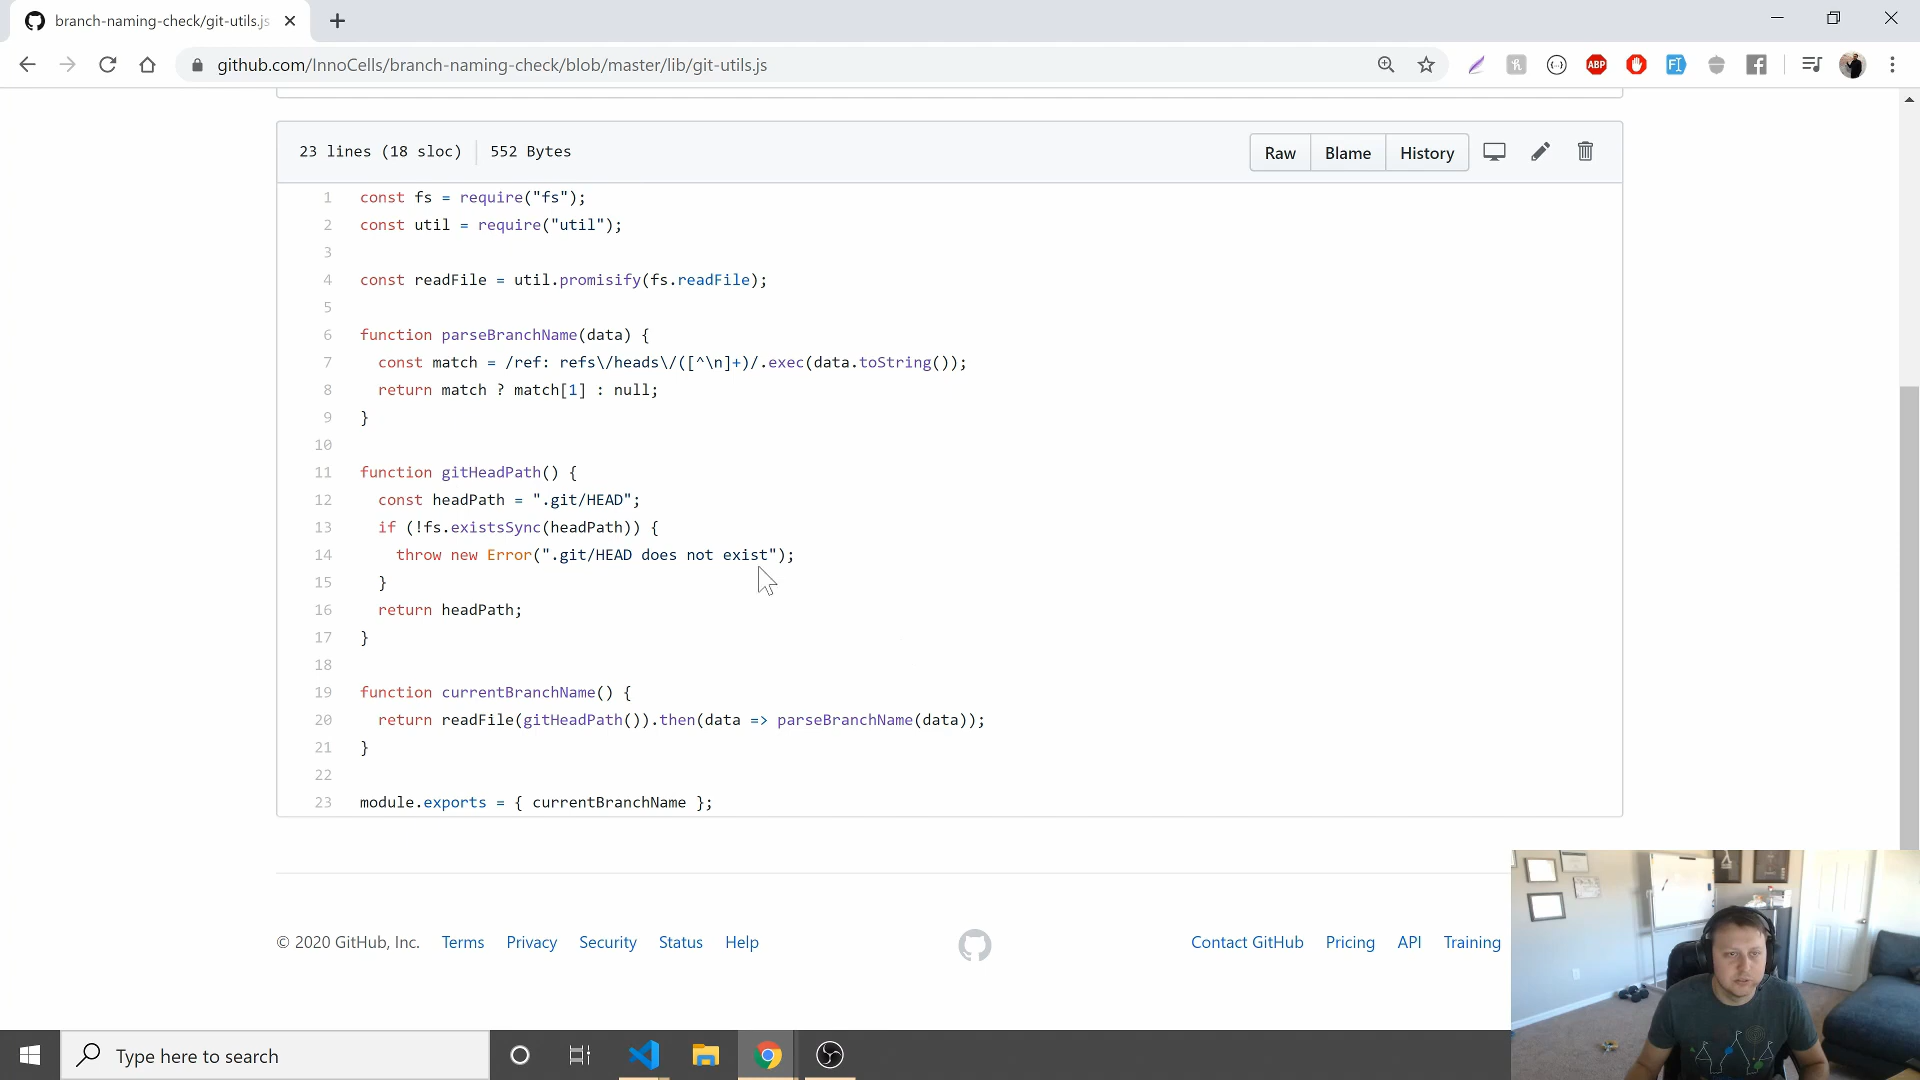 branch-naming-check/git-utils.js
github.com/InnoCells/branch-naming-check/blob/master/lib/git-utils.js
ABP
23 lines (18 sloc) 552 Bytes
Raw Blame History
1 const fs = require("fs");
2 const util = require("util");
3
4 const readFile = util.promisify(fs.readFile);
5
6 function parseBranchName(data) {
7 const match = /ref: refs\/heads\/([^\n]+)/.exec(data.toString());
8 return match ? match[1] : null;
9 }
10
11 function gitHeadPath() {
12 const headPath = ".git/HEAD";
13 if (!fs.existsSync(headPath)) {
14 throw new Error(".git/HEAD does not exist");
15 }
16 return headPath;
17 }
18
19 function currentBranchName() {
20 return readFile(gitHeadPath()).then(data => parseBranchName(data));
21 }
22
23 module.exports = { currentBranchName };
© 2020 GitHub, Inc. Terms Privacy Security Status Help
Contact GitHub Pricing API Training
Type here to search